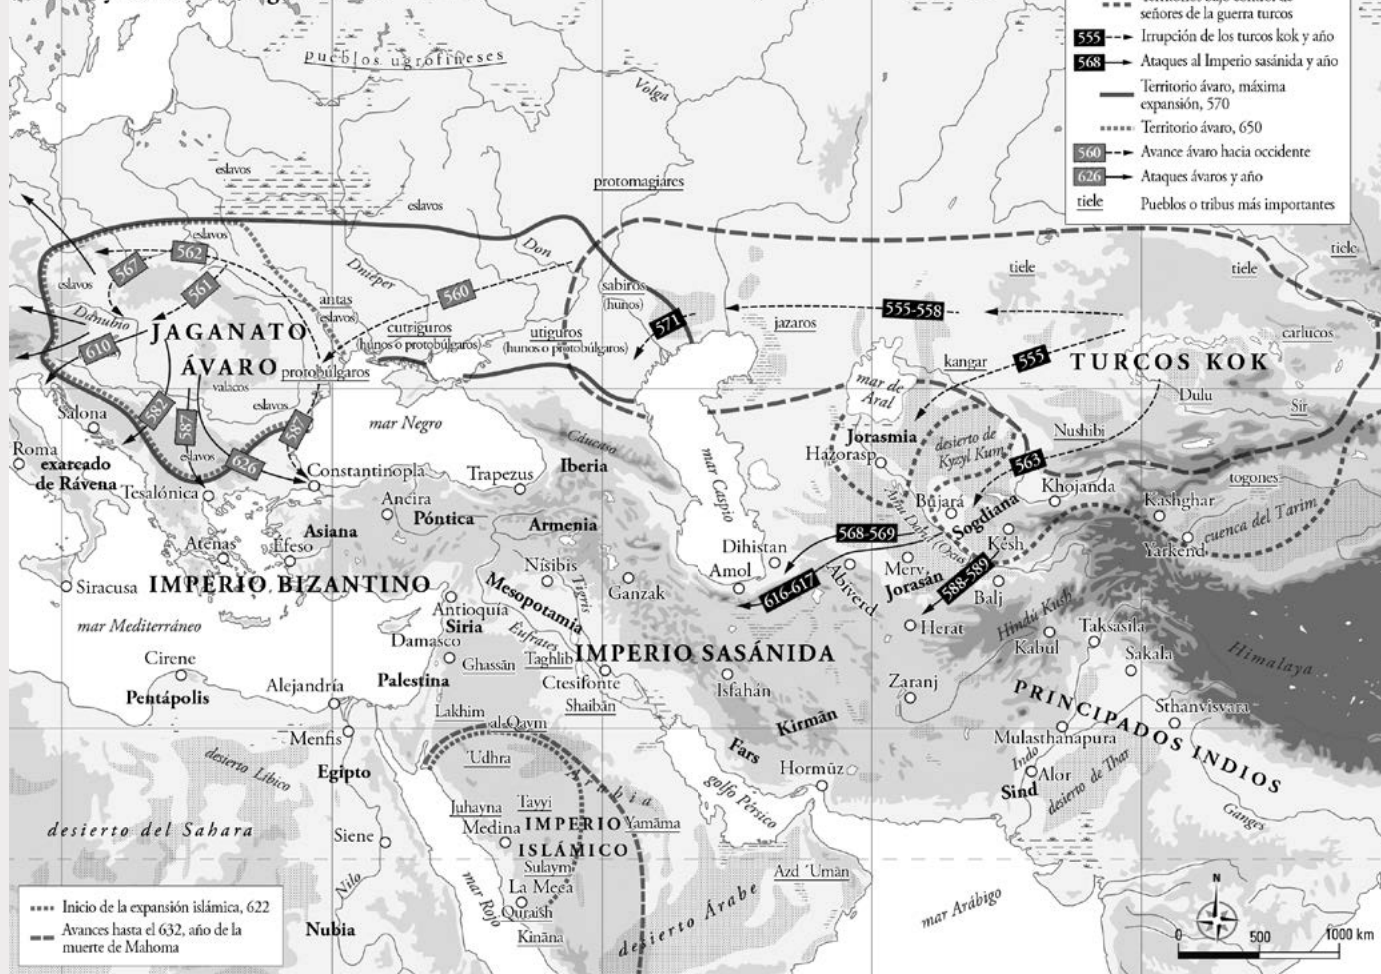 señores de la guerra turcos
555 Irrupción de los turcos kok y año
568 Ataques al Imperio sasánida y año
Territorio ávaro, máxima
expansión, 570
Territorio ávaro, 650
560 Avance ávaro hacia occidente
626 Ataques ávaros y año
tiele Pueblos o tribus más importantes
pueblos ugrofineses
Volga
eslavos
protomagiares
eslavos
eslavos
562
567
561
eslavos
Danubio
610
JAGANATO
ÁVARO
valacos
eslavos
Dniéper
Don
560
antas
(eslavos)
cutriguros
(hunos o protobúlgaros)
utiguros
(hunos o protobúlgaros)
protobúlgaros
sabiros
(hunos)
571
jazaros
555-558
tiele
tiele
tiele
carlucos
kangar
555
TURCOS KOK
mar de
Aral
Dulu
Sir
Nushibi
Jorasmia
Hazorasp
desierto de
Kyzyl Kum
563
Khojanda
togones
Kashghar
cuenca del Tarim
Yarkend
Bujará
Sogdiana
Kesh
Amu Daria (Oxus)
Salona
582
587
587
626
eslavos
Roma
exarcado
de Rávena
Tesalónica
mar Negro
Constantinopla
Trapezus
Cáucaso
Iberia
mar Caspio
Ancira
Póntica
Armenia
Asiana
Atenas
Éfeso
Siracusa
IMPERIO BIZANTINO
Nísibis
Tigris
Mesopotamia
Ganzak
Dihistan
Amol
568-569
616-617
Abiverd
Merv
Jorasán
588-589
Balj
Herat
Hindú Kush
Kabul
Taksasila
Sakala
Himalaya
mar Mediterráneo
Cirene
Pentápolis
Alejandría
Menfis
Egipto
Antioquía
Siria
Damasco
Palestina
Ghassān
Éufrates
Taghlib
Ctesifonte
Shaibān
IMPERIO SASÁNIDA
Isfahán
Zaranj
Kirmān
Fars
Hormūz
golfo Pérsico
PRINCIPADOS INDIOS
Sthanvisvara
Mulasthanapura
Indo
Alor
Sind
desierto de Thar
Ganges
Lakhim
al-Qaym
Udhra
Arabia
desierto Líbico
desierto del Sahara
Siene
Nilo
Nubia
Juhayna
Tayyi
Medina
IMPERIO
ISLÁMICO
Yamāma
Sulaym
La Meca
Quraish
Kināna
mar Rojo
desierto Árabe
Azd ʿUmān
mar Arábigo
Inicio de la expansión islámica, 622
Avances hasta el 632, año de la
muerte de Mahoma
N
0 500 1000 km